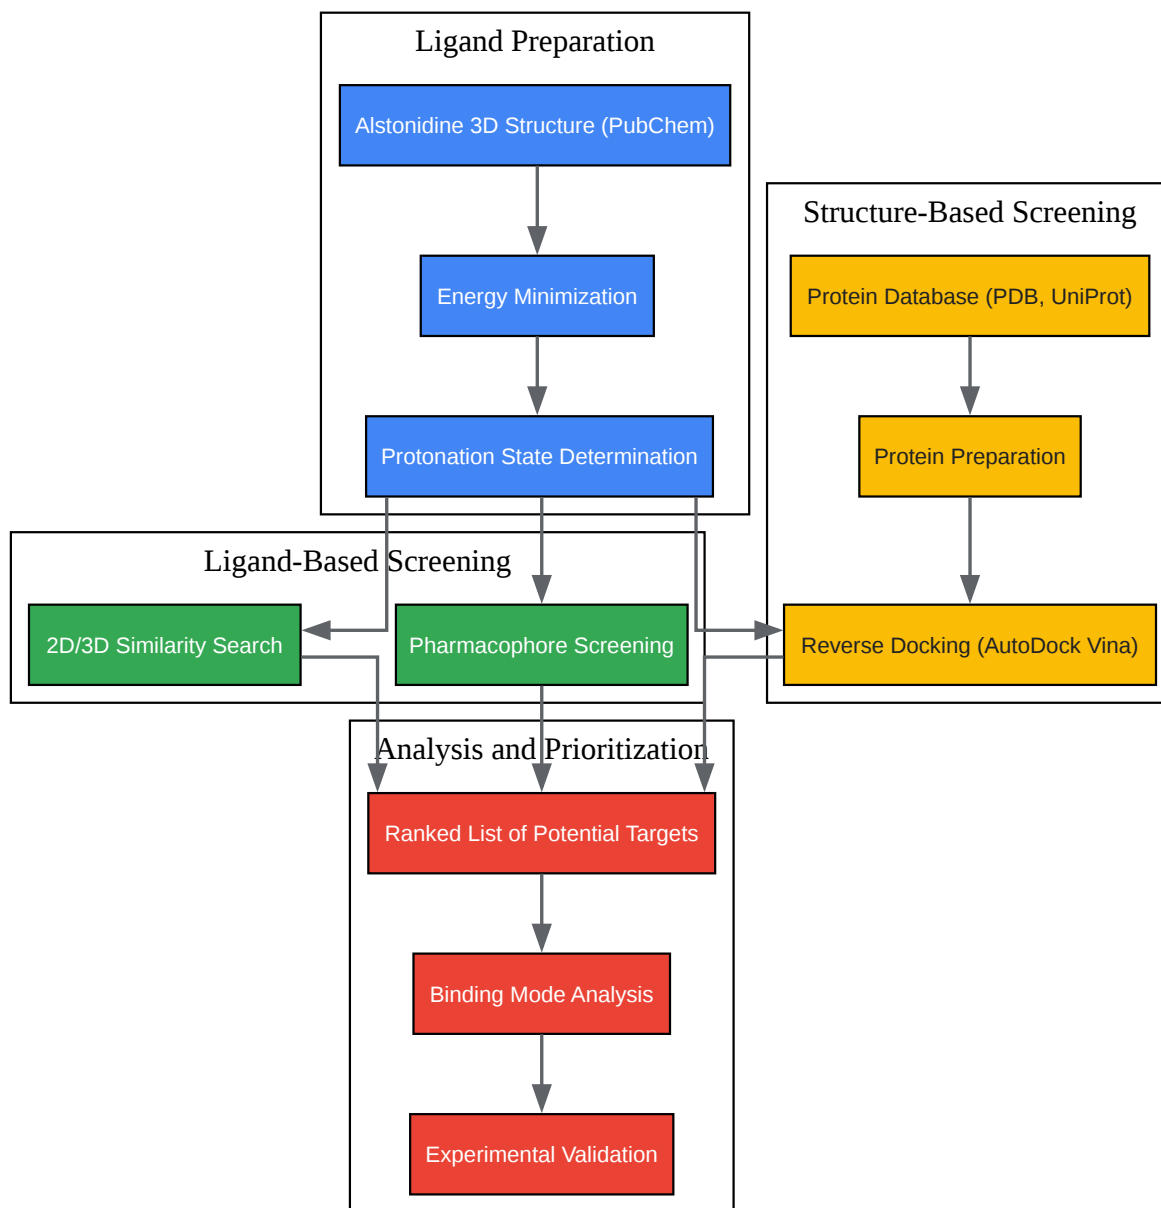 Ligand Preparation
Alstonidine 3D Structure (PubChem)
Energy Minimization
Protonation State Determination
Structure-Based Screening
Protein Database (PDB, UniProt)
Protein Preparation
Reverse Docking (AutoDock Vina)
Ligand-Based Screening
2D/3D Similarity Search
Pharmacophore Screening
Analysis and Prioritization
Ranked List of Potential Targets
Binding Mode Analysis
Experimental Validation